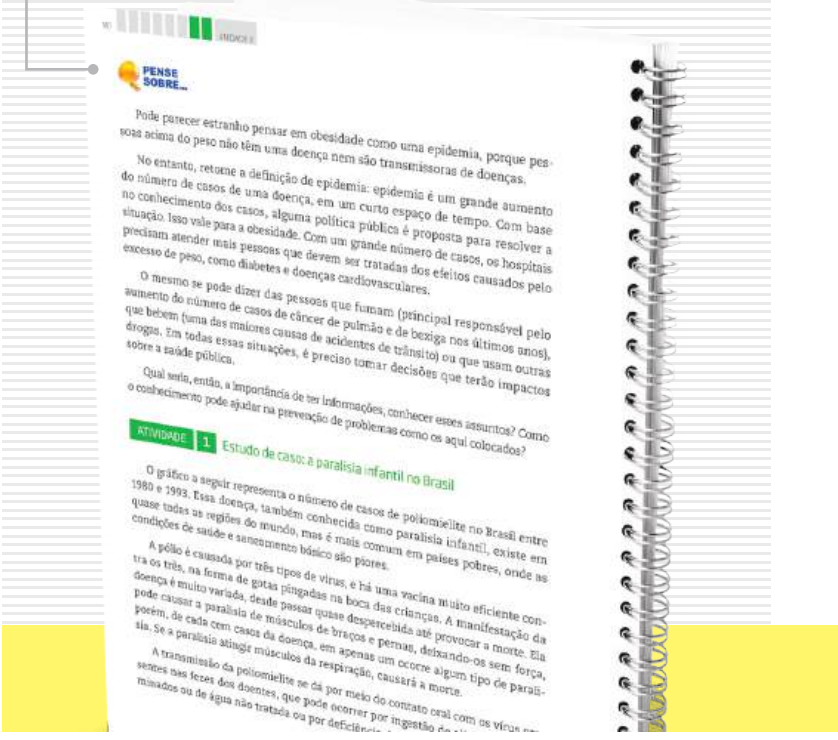 180
UNIDADE 8
PENSE
SOBRE...
Pode parecer estranho pensar em obesidade como uma epidemia, porque pes-
soas acima do peso não têm uma doença nem são transmissoras de doenças.
No entanto, retome a definição de epidemia: epidemia é um grande aumento
do número de casos de uma doença, em um curto espaço de tempo. Com base
no conhecimento dos casos, alguma política pública é proposta para resolver a
situação. Isso vale para a obesidade. Com um grande número de casos, os hospitais
precisam atender mais pessoas que devem ser tratadas dos efeitos causados pelo
excesso de peso, como diabetes e doenças cardiovasculares.
O mesmo se pode dizer das pessoas que fumam (principal responsável pelo
aumento do número de casos de câncer de pulmão e de bexiga nos últimos anos),
que bebem (uma das maiores causas de acidentes de trânsito) ou que usam outras
drogas. Em todas essas situações, é preciso tomar decisões que terão impactos
sobre a saúde pública.
Qual seria, então, a importância de ter informações, conhecer esses assuntos? Como
o conhecimento pode ajudar na prevenção de problemas como os aqui colocados?
ATIVIDADE 1 Estudo de caso: a paralisia infantil no Brasil
O gráfico a seguir representa o número de casos de poliomielite no Brasil entre
1980 e 1993. Essa doença, também conhecida como paralisia infantil, existe em
quase todas as regiões do mundo, mas é mais comum em países pobres, onde as
condições de saúde e saneamento básico são piores.
A pólio é causada por três tipos de vírus, e há uma vacina muito eficiente con-
tra os três, na forma de gotas pingadas na boca das crianças. A manifestação da
doença é muito variada, desde passar quase despercebida até provocar a morte. Ela
pode causar a paralisia de músculos de braços e pernas, deixando-os sem força,
porém, de cada cem casos da doença, em apenas um ocorre algum tipo de parali-
sia. Se a paralisia atingir músculos da respiração, causará a morte.
A transmissão da poliomielite se dá por meio do contato oral com os vírus pre-
sentes nas fezes dos doentes, que pode ocorrer por ingestão de
minados ou de água não tratada ou por deficiência